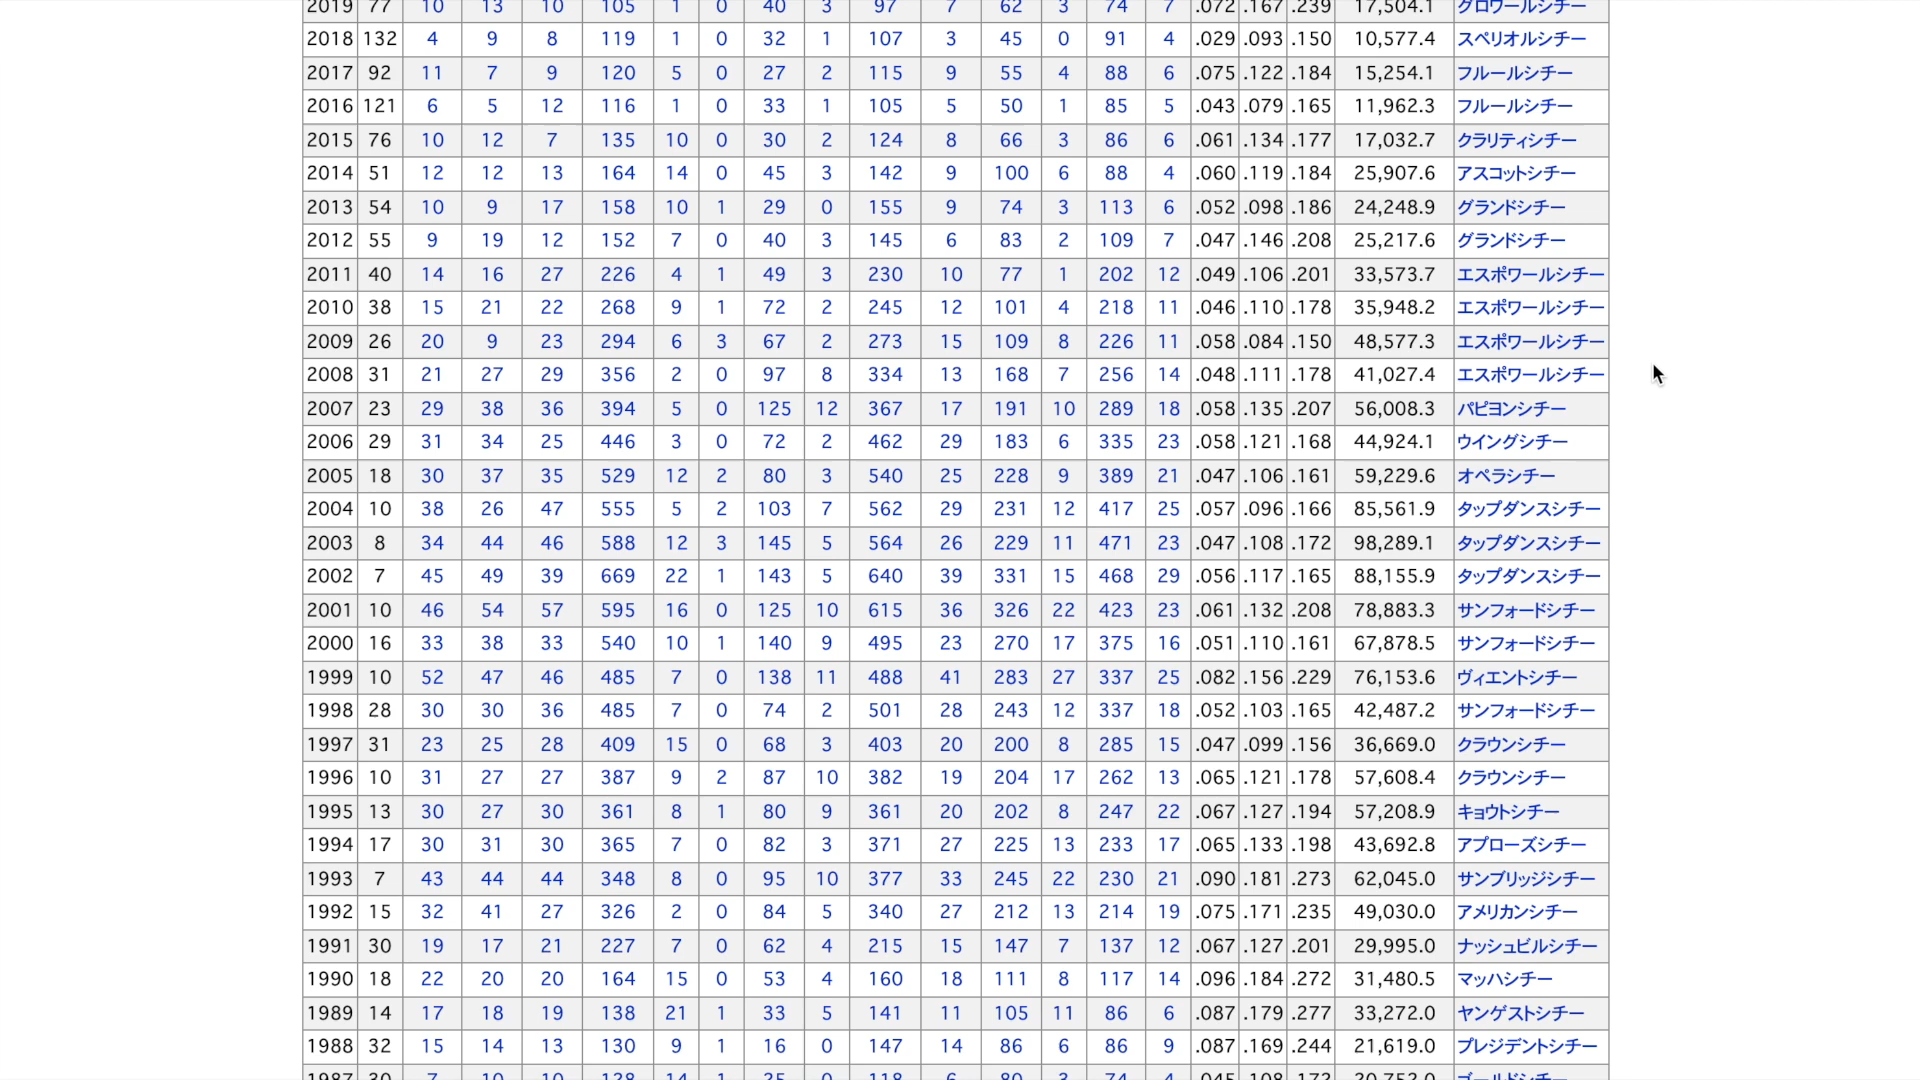 2019 77 10 13 10 105 1 0 40 3 97 7 62 3 74 7 .072 .167 .239 17,504.1 グロワールシチー
2018 132 4 9 8 119 1 0 32 1 107 3 45 0 91 4 .029 .093 .150 10,577.4 スペリオルシチー
2017 92 11 7 9 120 5 0 27 2 115 9 55 4 88 6 .075 .122 .184 15,254.1 フルールシチー
2016 121 6 5 12 116 1 0 33 1 105 5 50 1 85 5 .043 .079 .165 11,962.3 フルールシチー
2015 76 10 12 7 135 10 0 30 2 124 8 66 3 86 6 .061 .134 .177 17,032.7 クラリティシチー
2014 51 12 12 13 164 14 0 45 3 142 9 100 6 88 4 .060 .119 .184 25,907.6 アスコットシチー
2013 54 10 9 17 158 10 1 29 0 155 9 74 3 113 6 .052 .098 .186 24,248.9 グランドシチー
2012 55 9 19 12 152 7 0 40 3 145 6 83 2 109 7 .047 .146 .208 25,217.6 グランドシチー
2011 40 14 16 27 226 4 1 49 3 230 10 77 1 202 12 .049 .106 .201 33,573.7 エスポワールシチー
2010 38 15 21 22 268 9 1 72 2 245 12 101 4 218 11 .046 .110 .178 35,948.2 エスポワールシチー
2009 26 20 9 23 294 6 3 67 2 273 15 109 8 226 11 .058 .084 .150 48,577.3 エスポワールシチー
2008 31 21 27 29 356 2 0 97 8 334 13 168 7 256 14 .048 .111 .178 41,027.4 エスポワールシチー
2007 23 29 38 36 394 5 0 125 12 367 17 191 10 289 18 .058 .135 .207 56,008.3 パピヨンシチー
2006 29 31 34 25 446 3 0 72 2 462 29 183 6 335 23 .058 .121 .168 44,924.1 ウイングシチー
2005 18 30 37 35 529 12 2 80 3 540 25 228 9 389 21 .047 .106 .161 59,229.6 オペラシチー
2004 10 38 26 47 555 5 2 103 7 562 29 231 12 417 25 .057 .096 .166 85,561.9 タップダンスシチー
2003 8 34 44 46 588 12 3 145 5 564 26 229 11 471 23 .047 .108 .172 98,289.1 タップダンスシチー
2002 7 45 49 39 669 22 1 143 5 640 39 331 15 468 29 .056 .117 .165 88,155.9 タップダンスシチー
2001 10 46 54 57 595 16 0 125 10 615 36 326 22 423 23 .061 .132 .208 78,883.3 サンフォードシチー
2000 16 33 38 33 540 10 1 140 9 495 23 270 17 375 16 .051 .110 .161 67,878.5 サンフォードシチー
1999 10 52 47 46 485 7 0 138 11 488 41 283 27 337 25 .082 .156 .229 76,153.6 ヴィエントシチー
1998 28 30 30 36 485 7 0 74 2 501 28 243 12 337 18 .052 .103 .165 42,487.2 サンフォードシチー
1997 31 23 25 28 409 15 0 68 3 403 20 200 8 285 15 .047 .099 .156 36,669.0 クラウンシチー
1996 10 31 27 27 387 9 2 87 10 382 19 204 17 262 13 .065 .121 .178 57,608.4 クラウンシチー
1995 13 30 27 30 361 8 1 80 9 361 20 202 8 247 22 .067 .127 .194 57,208.9 キョウトシチー
1994 17 30 31 30 365 7 0 82 3 371 27 225 13 233 17 .065 .133 .198 43,692.8 アプローズシチー
1993 7 43 44 44 348 8 0 95 10 377 33 245 22 230 21 .090 .181 .273 62,045.0 サンブリッジシチー
1992 15 32 41 27 326 2 0 84 5 340 27 212 13 214 19 .075 .171 .235 49,030.0 アメリカンシチー
1991 30 19 17 21 227 7 0 62 4 215 15 147 7 137 12 .067 .127 .201 29,995.0 ナッシュビルシチー
1990 18 22 20 20 164 15 0 53 4 160 18 111 8 117 14 .096 .184 .272 31,480.5 マッハシチー
1989 14 17 18 19 138 21 1 33 5 141 11 105 11 86 6 .087 .179 .277 33,272.0 ヤンゲストシチー
1988 32 15 14 13 130 9 1 16 0 147 14 86 6 86 9 .087 .169 .244 21,619.0 プレジデントシチー